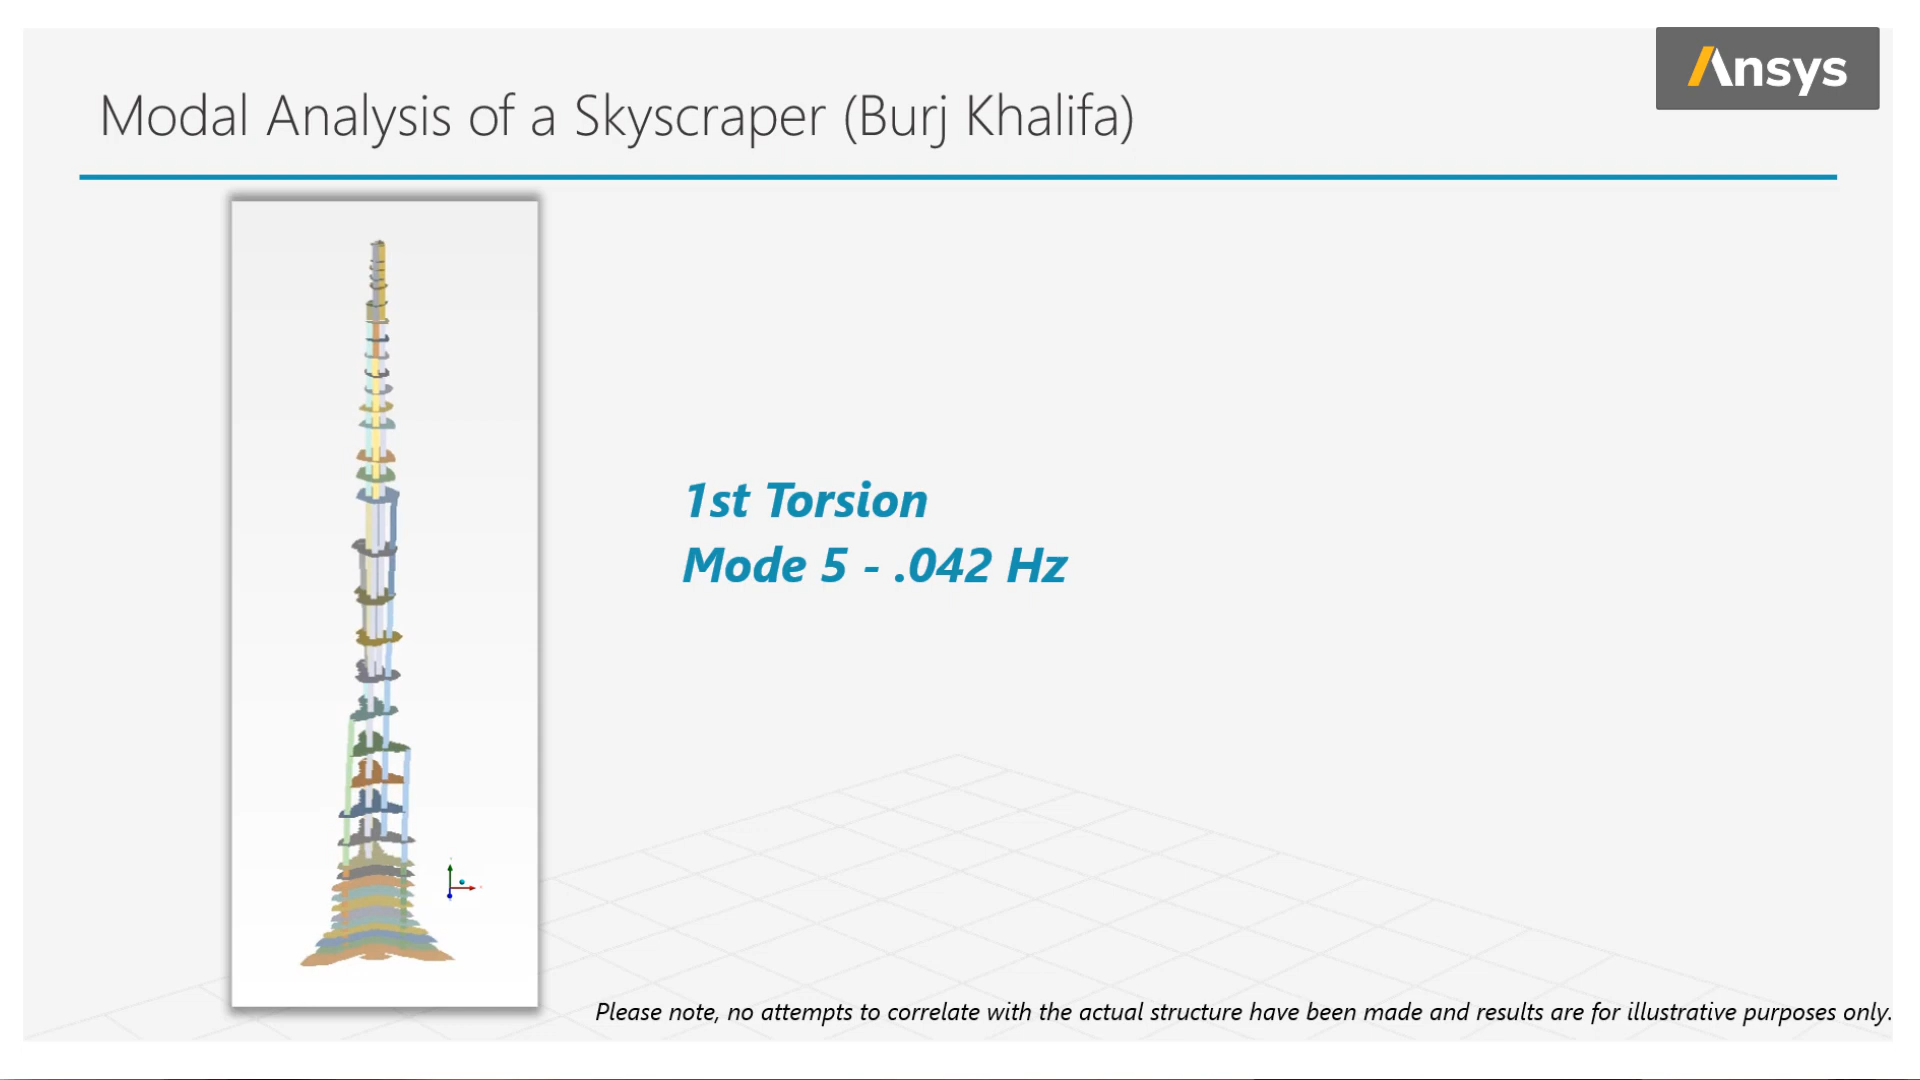 Ansys
Modal Analysis of a Skyscraper (Burj Khalifa)
1st Torsion
Mode 5 - .042 Hz
Please note, no attempts to correlate with the actual structure have been made and results are for illustrative purposes only.